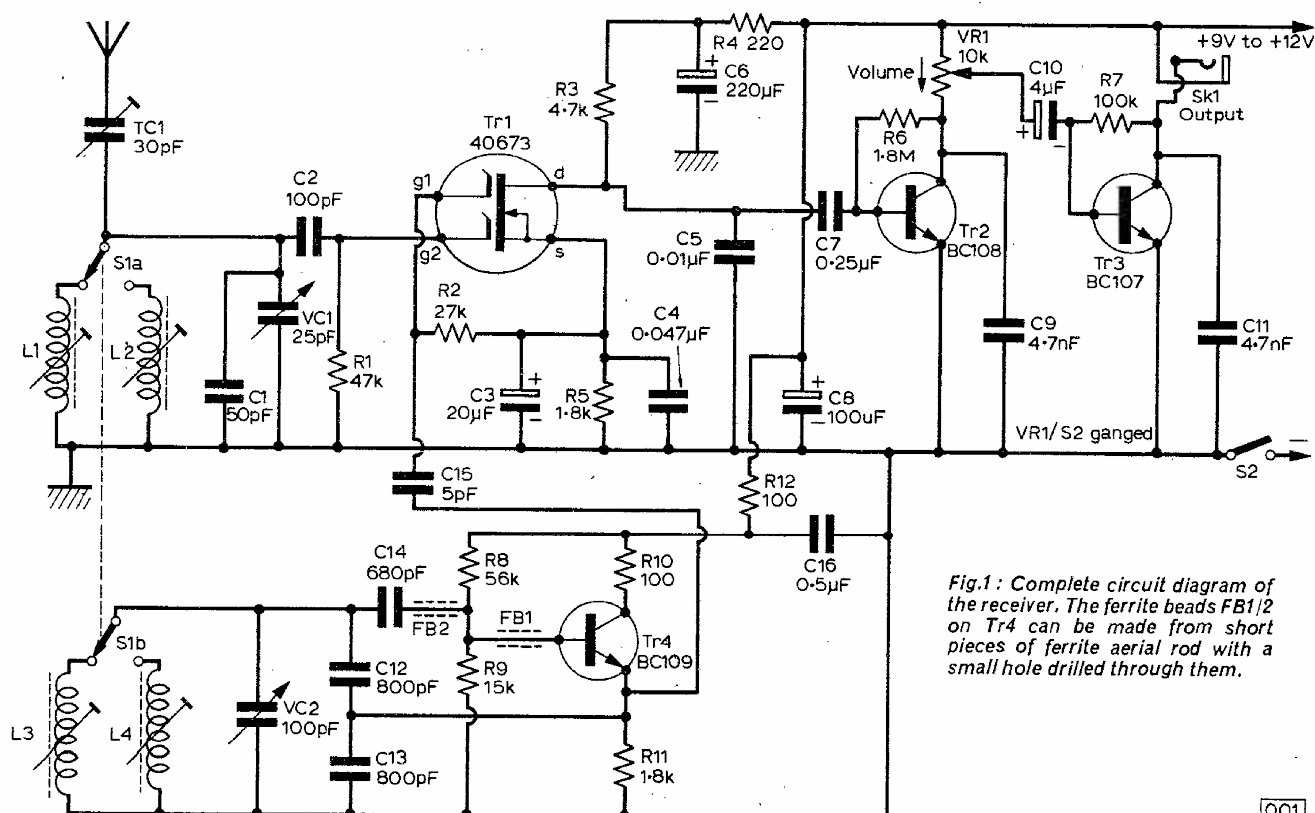 R4 220
+9V to +12V
VR1
10k
C6
220µF
+
−
R3
4·7k
Volume
C10
4µF
+
−
R7
100k
Sk1
Output
TC1
30pF
Tr1
40673
C2
100pF
g1
d
g2
s
R6
1·8M
Tr2
BC108
Tr3
BC107
C5
0·01µF
C7
0·25µF
S1a
R2
27k
C4
0·047µF
VC1
25pF
L1
L2
R1
47k
C9
4·7nF
C11
4·7nF
C1
50pF
C3
20µF
+
−
R5
1·8k
+
C8
100uF
−
VR1/S2 ganged
−
S2
C15
5pF
R12
100
C14
680pF
R8
56k
R10
100
C16
0·5µF
FB2
FB1
S1b
Tr4
BC109
C12
800pF
R9
15k
L3
L4
VC2
100pF
C13
800pF
R11
1·8k
Fig.1 : Complete circuit diagram of
the receiver. The ferrite beads FB1/2
on Tr4 can be made from short
pieces of ferrite aerial rod with a
small hole drilled through them.
001